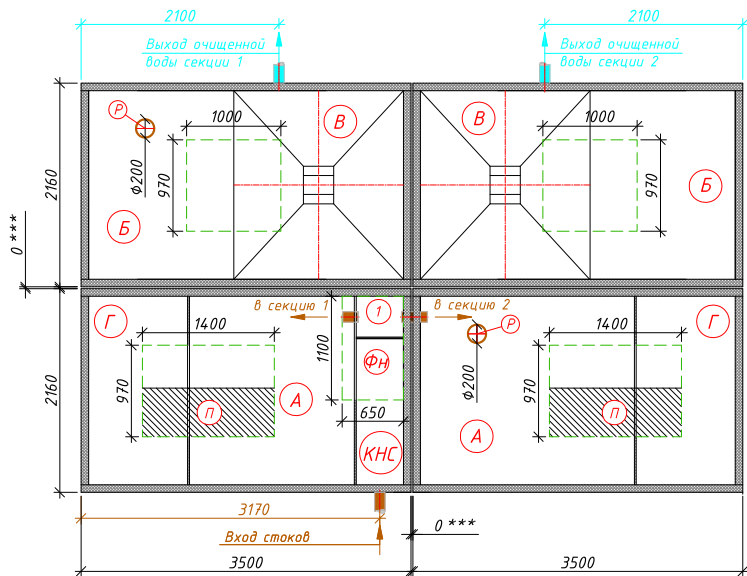 2100
2100
Выход очищенной
воды секции 1
Выход очищенной
воды секции 2
Р
1000
В
В
1000
Ф200
970
970
2160
Б
Б
0 ***
Г
1400
в секцию 1
1
в секцию 2
Р
1400
Г
1100
Фн
Ф200
970
970
2160
П
А
650
П
А
КНС
3170
Вход стоков
0 ***
3500
3500